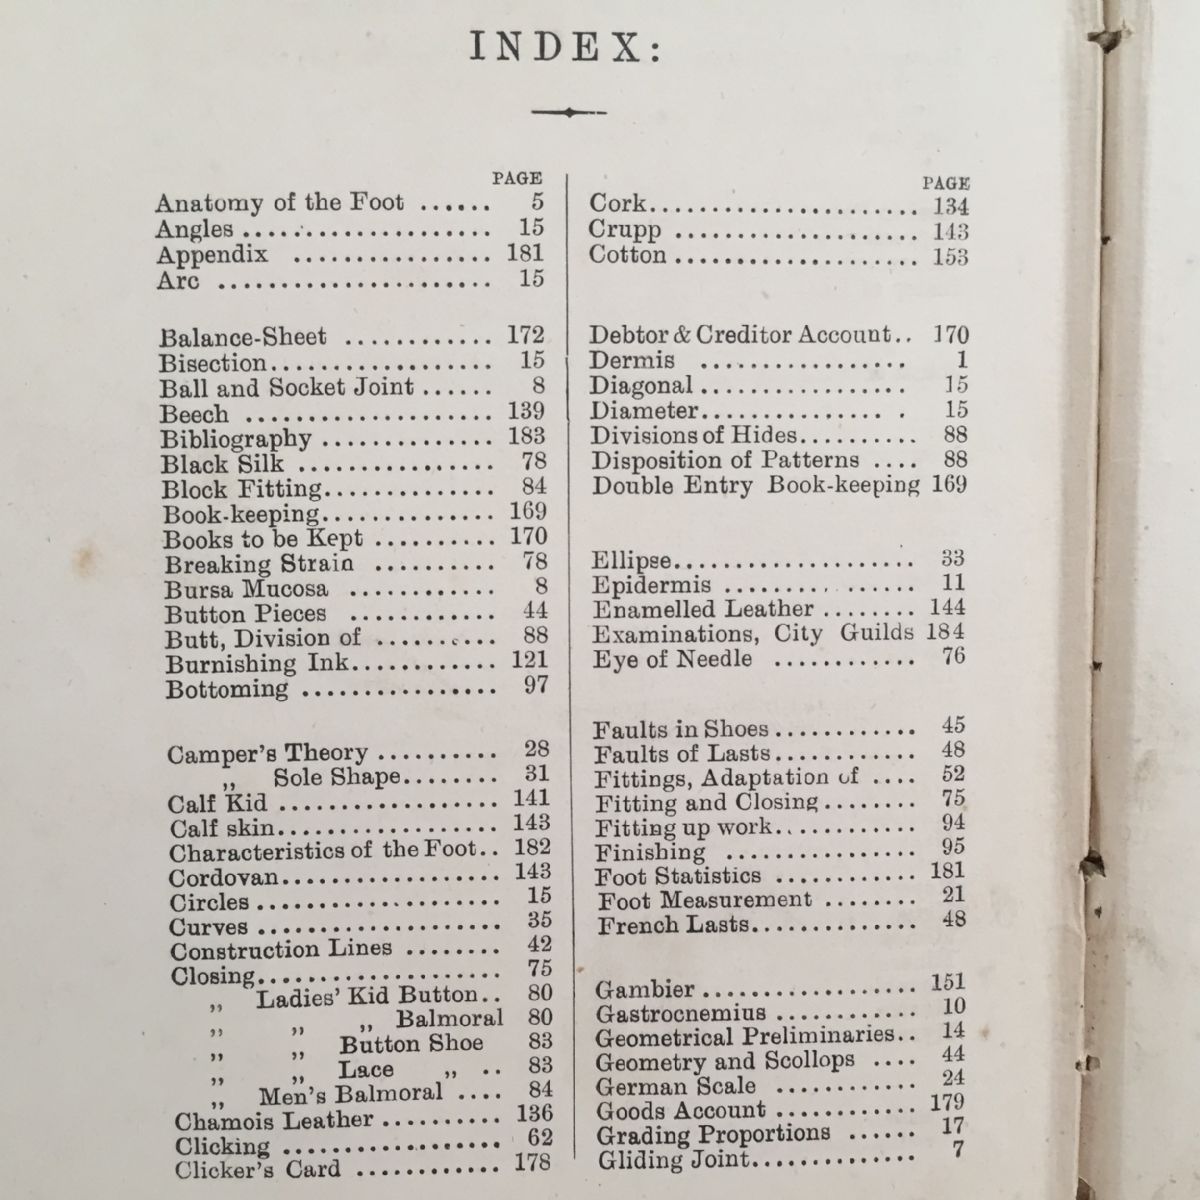 INDEX:
PAGE
Anatomy of the Foot ...... 5
Angles .................... 15
Appendix ................ 181
Arc ...................... 15
Balance-Sheet ............ 172
Bisection.................. 15
Ball and Socket Joint ...... 8
Beech .................... 139
Bibliography .............. 183
Black Silk ................ 78
Block Fitting.............. 84
Book-keeping.............. 169
Books to be Kept .......... 170
Breaking Strain .......... 78
Bursa Mucosa ............ 8
Button Pieces ............ 44
Butt, Division of .......... 88
Burnishing Ink............ 121
Bottoming ................ 97
Camper's Theory .......... 28
„ Sole Shape........ 31
Calf Kid .................. 141
Calf skin.................. 143
Characteristics of the Foot.. 182
Cordovan.................. 143
Circles .................... 15
Curves .................... 35
Construction Lines ........ 42
Closing.................... 75
„ Ladies' Kid Button.. 80
„ „ „ Balmoral 80
„ „ Button Shoe 83
„ „ Lace „ .. 83
„ Men's Balmoral .... 84
Chamois Leather .......... 136
Clicking .................. 62
Clicker's Card ............ 178
PAGE
Cork...................... 134
Crupp .................... 143
Cotton .................... 153
Debtor & Creditor Account.. 170
Dermis ................ 1
Diagonal .................. 15
Diameter................ . 15
Divisions of Hides.......... 88
Disposition of Patterns .... 88
Double Entry Book-keeping 169
Ellipse.................... 33
Epidermis ................ 11
Enamelled Leather ........ 144
Examinations, City Guilds 184
Eye of Needle ............ 76
Faults in Shoes ............ 45
Faults of Lasts............ 48
Fittings, Adaptation of .... 52
Fitting and Closing........ 75
Fitting up work............ 94
Finishing ................ 95
Foot Statistics ............ 181
Foot Measurement ........ 21
French Lasts.............. 48
Gambier .................. 151
Gastrocnemius ............ 10
Geometrical Preliminaries.. 14
Geometry and Scollops .... 44
German Scale ............ 24
Goods Account ............ 179
Grading Proportions ...... 17
Gliding Joint.............. 7